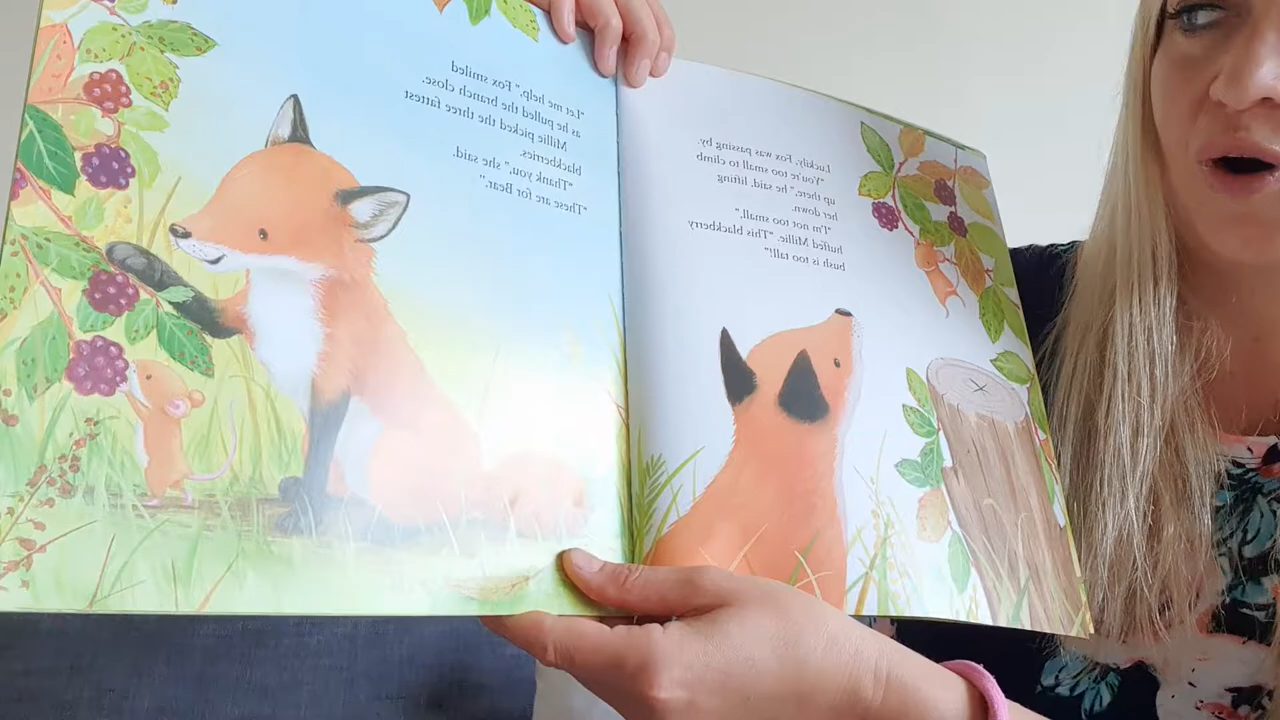 Luckily, Fox was passing by.
"You're too small to climb
up there," he said, lifting
her down.
"I'm not too small,"
huffed Millie. "This blackberry
bush is too tall!"
"Let me help," Fox smiled
as he pulled the branch close.
Millie picked the three fattest
blackberries.
"Thank you," she said.
"These are for Bear."